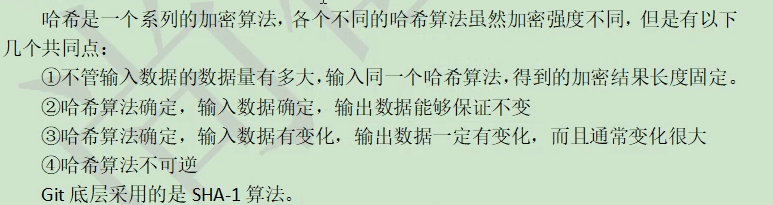 哈希是一个系列的加密算法，各个不同的哈希算法虽然加密强度不同，但是有以下
几个共同点：
①不管输入数据的数据量有多大，输入同一个哈希算法，得到的加密结果长度固定。
②哈希算法确定，输入数据确定，输出数据能够保证不变
③哈希算法确定，输入数据有变化，输出数据一定有变化，而且通常变化很大
④哈希算法不可逆
Git 底层采用的是 SHA-1 算法。